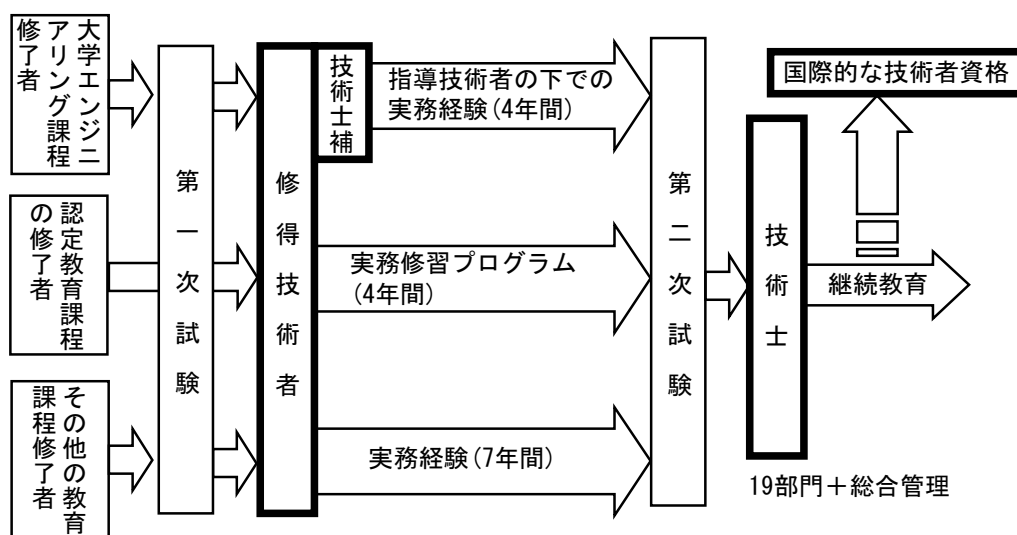 大学エンジニ
アリング課程
修了者
認定教育課程
の修了者
その他の教育
課程修了者
第一次試験
修得技術者
技術士補
指導技術者の下での
実務経験(4年間)
実務修習プログラム
(4年間)
実務経験(7年間)
第二次試験
技術士
国際的な技術者資格
継続教育
19部門＋総合管理